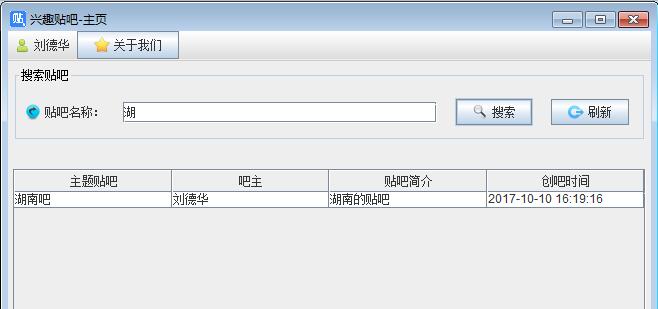 贴 兴趣贴吧-主页
刘德华 关于我们
搜索贴吧
贴吧名称： 湖 搜索 刷新
主题贴吧 吧主 贴吧简介 创吧时间
湖南吧 刘德华 湖南的贴吧 2017-10-10 16:19:16